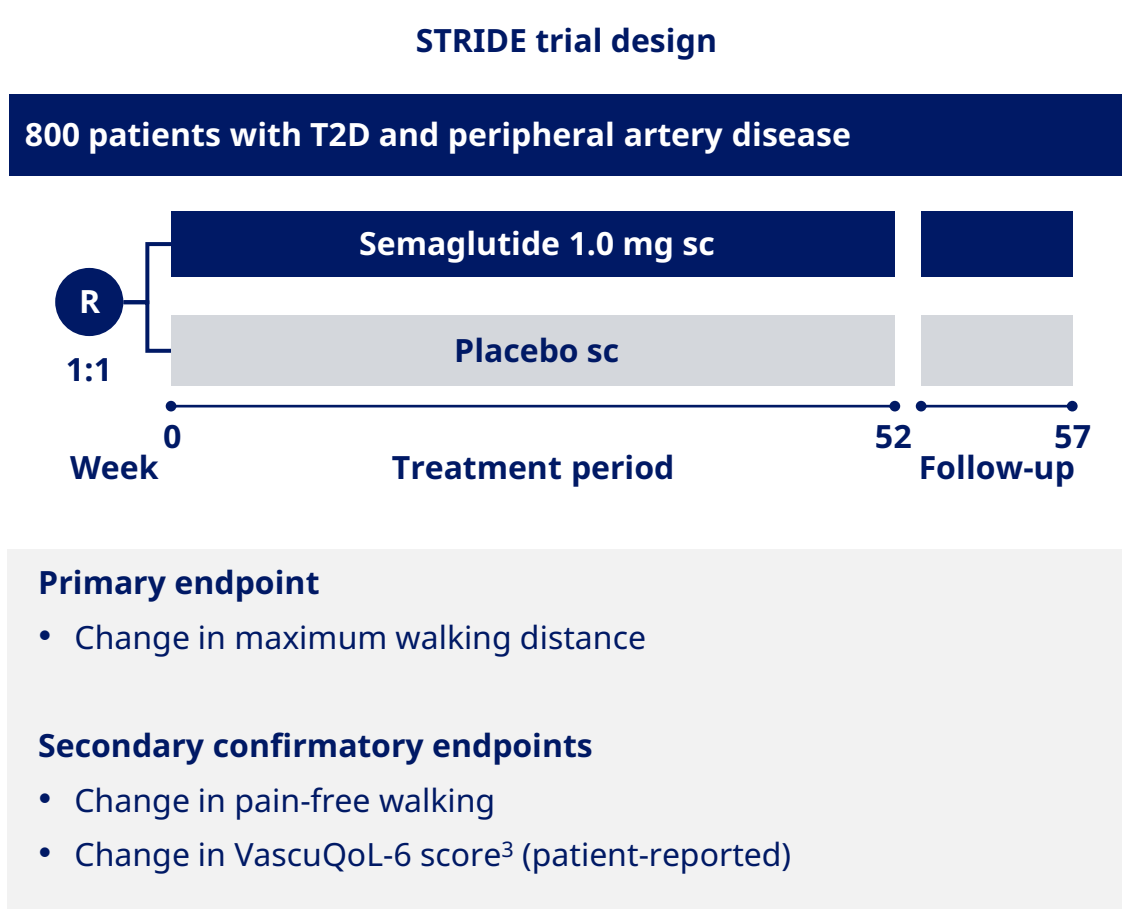 STRIDE trial design
800 patients with T2D and peripheral artery disease
Semaglutide 1.0 mg sc
R
Placebo sc
1:1
0
52
57
Week
Treatment period
Follow-up
Primary endpoint
• Change in maximum walking distance
Secondary confirmatory endpoints
• Change in pain-free walking
• Change in VascuQoL-6 score³ (patient-reported)